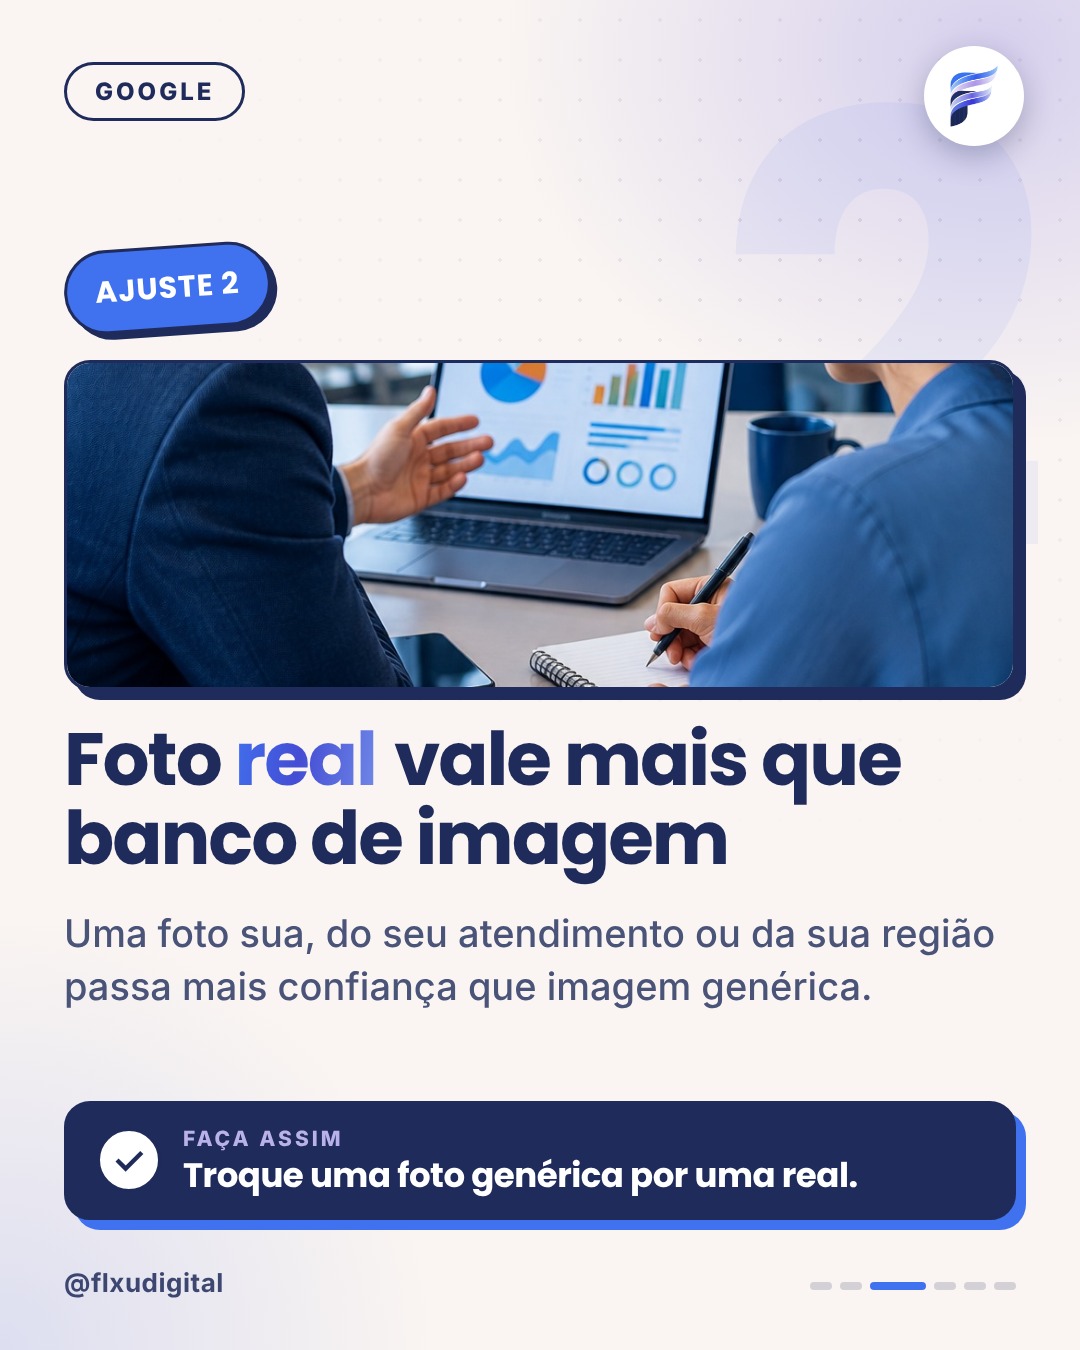 GOOGLE
AJUSTE 2
2
Foto real vale mais que
banco de imagem
Uma foto sua, do seu atendimento ou da sua região
passa mais confiança que imagem genérica.
FAÇA ASSIM
Troque uma foto genérica por uma real.
@flxudigital